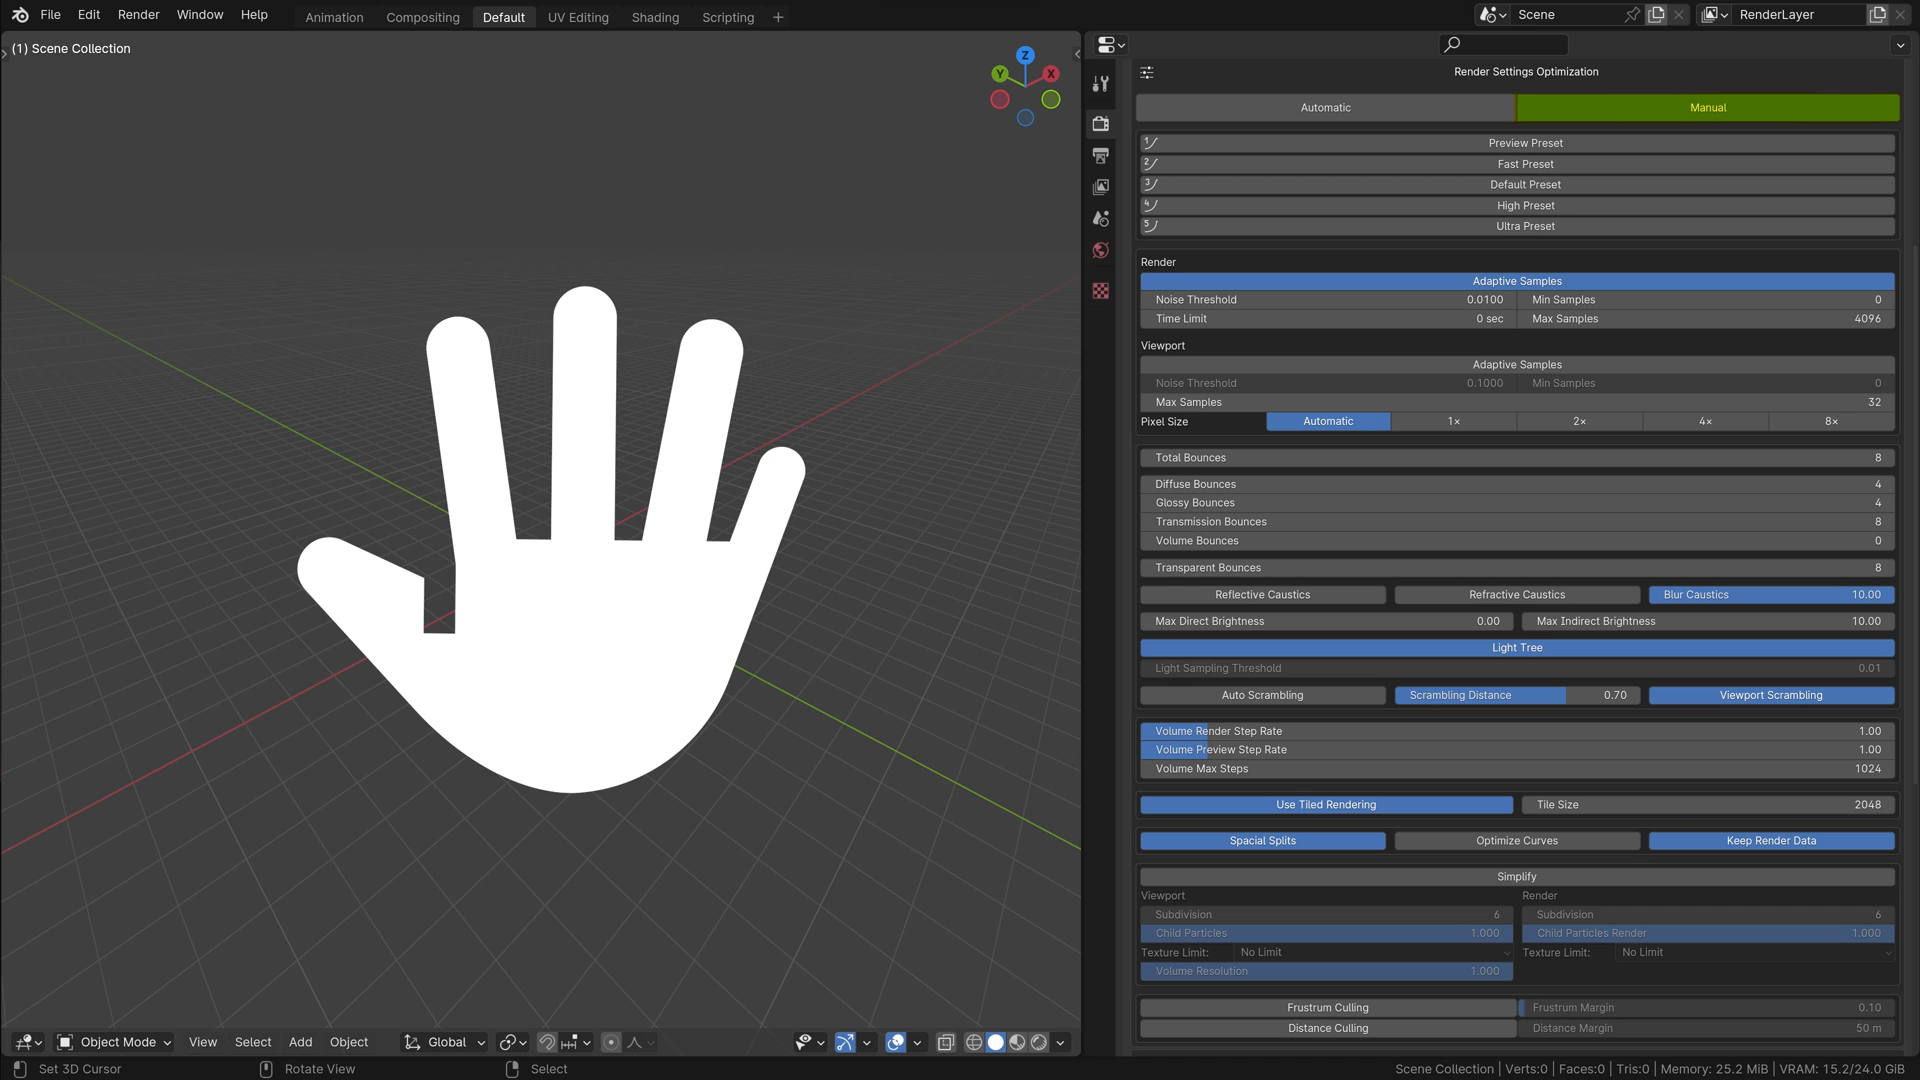 File Edit Render Window Help Animation Compositing Default UV Editing Shading Scripting + Scene RenderLayer
(1) Scene Collection
Z
Y X
Render Settings Optimization
Automatic Manual
1 Preview Preset
2 Fast Preset
3 Default Preset
4 High Preset
5 Ultra Preset
Render
Adaptive Samples
Noise Threshold 0.0100 Min Samples 0
Time Limit 0 sec Max Samples 4096
Viewport
Adaptive Samples
Noise Threshold 0.1000 Min Samples 0
Max Samples 32
Pixel Size Automatic 1× 2× 4× 8×
Total Bounces 8
Diffuse Bounces 4
Glossy Bounces 4
Transmission Bounces 8
Volume Bounces 0
Transparent Bounces 8
Reflective Caustics Refractive Caustics Blur Caustics 10.00
Max Direct Brightness 0.00 Max Indirect Brightness 10.00
Light Tree
Light Sampling Threshold 0.01
Auto Scrambling Scrambling Distance 0.70 Viewport Scrambling
Volume Render Step Rate 1.00
Volume Preview Step Rate 1.00
Volume Max Steps 1024
Use Tiled Rendering Tile Size 2048
Spacial Splits Optimize Curves Keep Render Data
Simplify
Viewport Render
Subdivision 6 Subdivision 6
Child Particles 1.000 Child Particles Render 1.000
Texture Limit: No Limit Texture Limit: No Limit
Volume Resolution 1.000
Frustrum Culling Frustrum Margin 0.10
Distance Culling Distance Margin 50 m
Object Mode View Select Add Object Global
Set 3D Cursor Rotate View Select Scene Collection | Verts:0 | Faces:0 | Tris:0 | Memory: 25.2 MiB | VRAM: 15.2/24.0 GiB